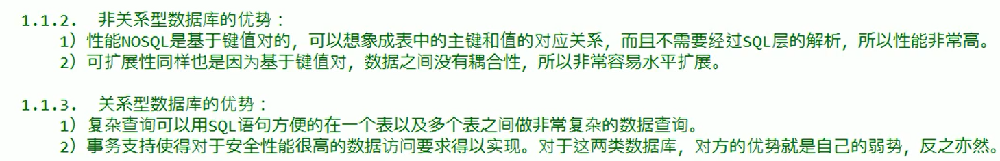 1.1.2. 非关系型数据库的优势：
1）性能NOSQL是基于键值对的，可以想象成表中的主键和值的对应关系，而且不需要经过SQL层的解析，所以性能非常高。
2）可扩展性同样也是因为基于键值对，数据之间没有耦合性，所以非常容易水平扩展。
1.1.3. 关系型数据库的优势：
1）复杂查询可以用SQL语句方便的在一个表以及多个表之间做非常复杂的数据查询。
2）事务支持使得对于安全性能很高的数据访问要求得以实现。对于这两类数据库，对方的优势就是自己的弱势，反之亦然。